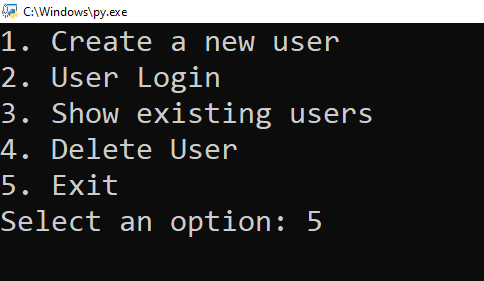 C:\Windows\py.exe
1. Create a new user
2. User Login
3. Show existing users
4. Delete User
5. Exit
Select an option: 5